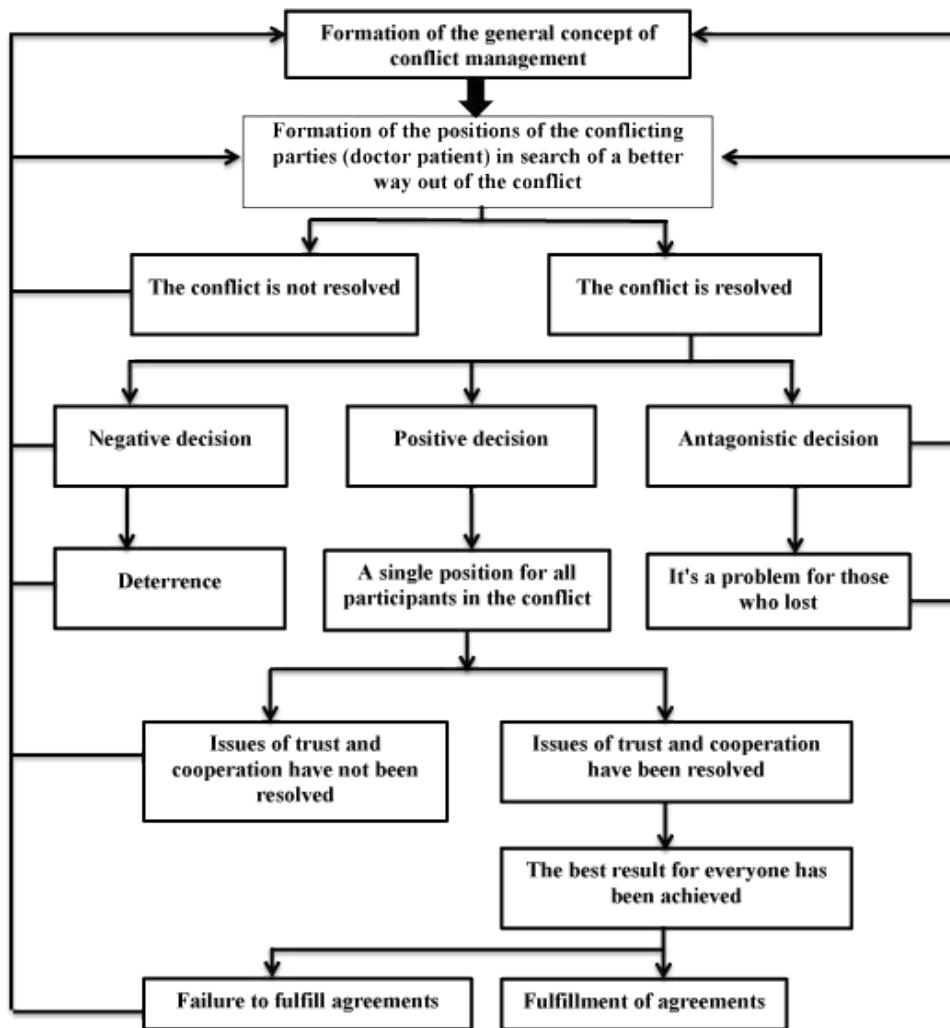 Formation of the general concept of
conflict management
Formation of the positions of the conflicting
parties (doctor patient) in search of a better
way out of the conflict
The conflict is not resolved
The conflict is resolved
Negative decision
Positive decision
Antagonistic decision
Deterrence
A single position for all
participants in the conflict
It's a problem for those
who lost
Issues of trust and
cooperation have not been
resolved
Issues of trust and cooperation
have been resolved
The best result for everyone has
been achieved
Failure to fulfill agreements
Fulfillment of agreements